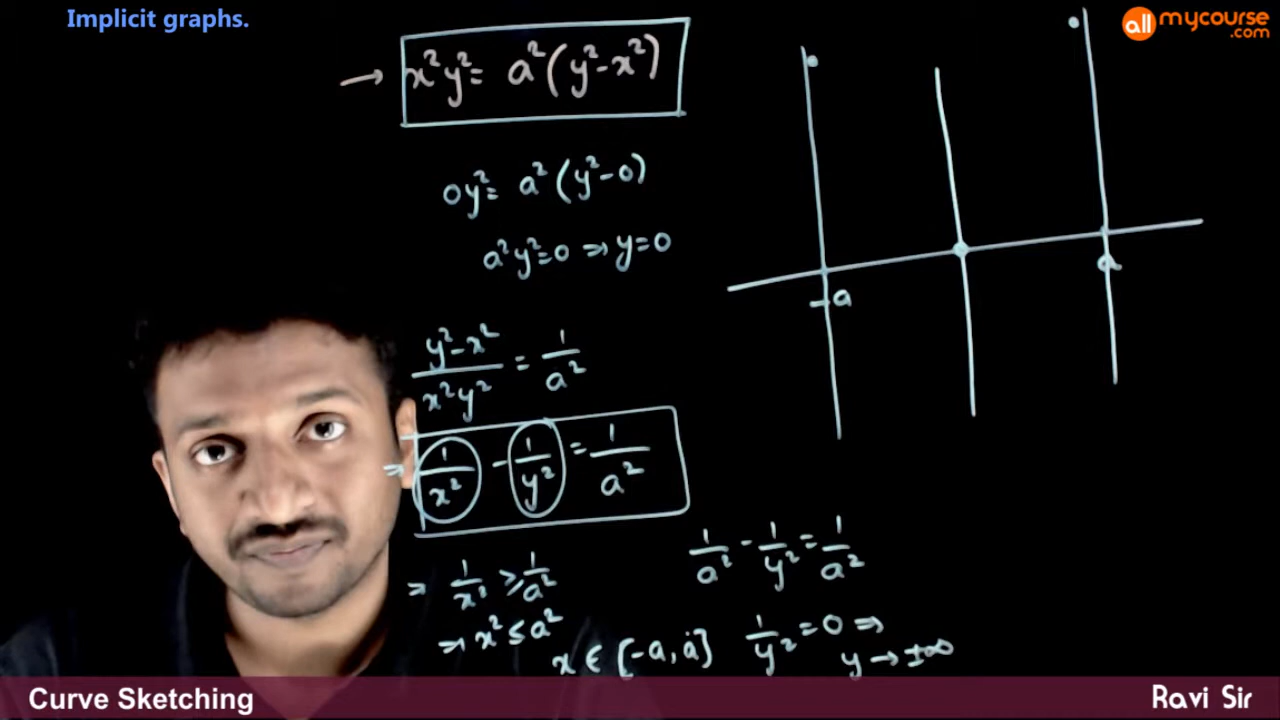 Implicit graphs.
all mycourse
.com
→ x²y² = a²(y²-x²)
0y² = a²(y²-0)
a²y²=0 ⇒ y=0
-a
a
y²-x² / x²y² = 1/a²
⇒ 1/x² - 1/y² = 1/a²
⇒ 1/x² ≥ 1/a²
⇒ x² ≤ a²
x ∈ [-a, a]
1/a² - 1/y² = 1/a²
1/y² = 0 ⇒
y → ±∞
Curve Sketching
Ravi Sir